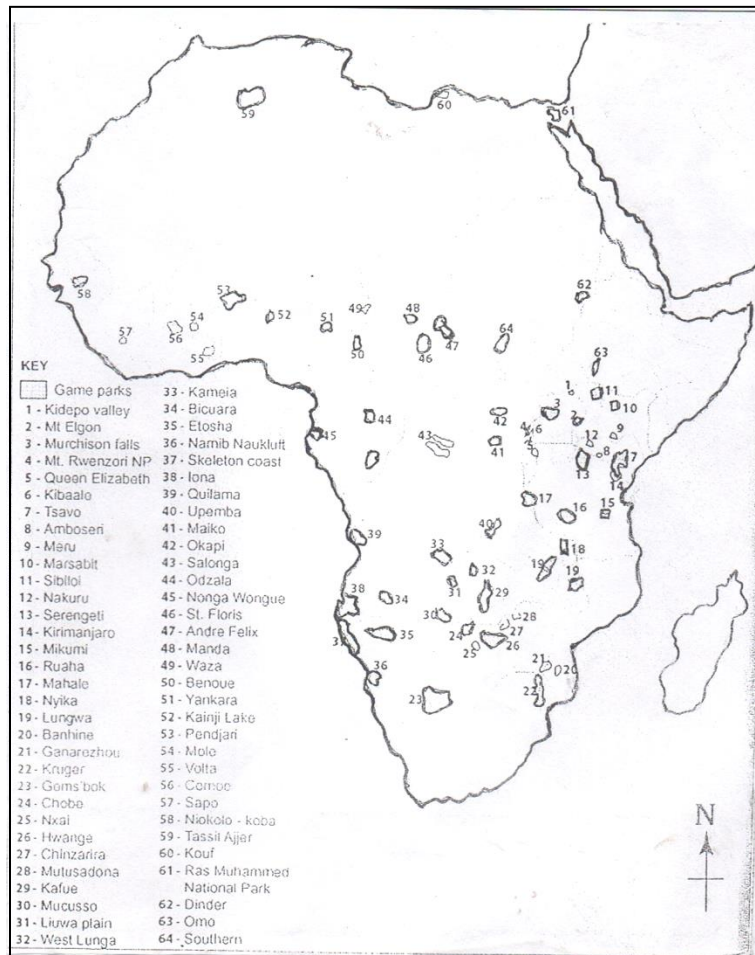 59
60
61
58
53
54
52
51
49
48
62
57
56
55
50
46
47
64
63
1
11
10
3
2
9
4
6
12
8
7
5
13
14
44
43
42
41
45
17
16
15
39
40
18
33
32
19
19
31
29
38
34
30
28
24
27
35
25
26
37
36
21
20
23
22
N
KEY
Game parks
1 - Kidepo valley
2 - Mt Elgon
3 - Murchison falls
4 - Mt. Rwenzori NP
5 - Queen Elizabeth
6 - Kibaale
7 - Tsavo
8 - Amboseri
9 - Meru
10 - Marsabit
11 - Sibiloi
12 - Nakuru
13 - Serengeti
14 - Kirimanjaro
15 - Mikumi
16 - Ruaha
17 - Mahale
18 - Nyika
19 - Lungwa
20 - Banhine
21 - Ganarezhou
22 - Kruger
23 - Gems'bok
24 - Chobe
25 - Nxai
26 - Hwange
27 - Chinzarira
28 - Mutusadona
29 - Kafue
30 - Mucusso
31 - Liuwa plain
32 - West Lunga
33 - Kameia
34 - Bicuara
35 - Etosha
36 - Namib Naukluft
37 - Skeleton coast
38 - Iona
39 - Quilama
40 - Upemba
41 - Maiko
42 - Okapi
43 - Salonga
44 - Odzala
45 - Nonga Wongue
46 - St. Floris
47 - Andre Felix
48 - Manda
49 - Waza
50 - Benoue
51 - Yankara
52 - Kainji Lake
53 - Pendjari
54 - Mole
55 - Volta
56 - Comoe
57 - Sapo
58 - Niokolo - koba
59 - Tassil Ajjer
60 - Kouf
61 - Ras Muhammed
National Park
62 - Dinder
63 - Omo
64 - Southern